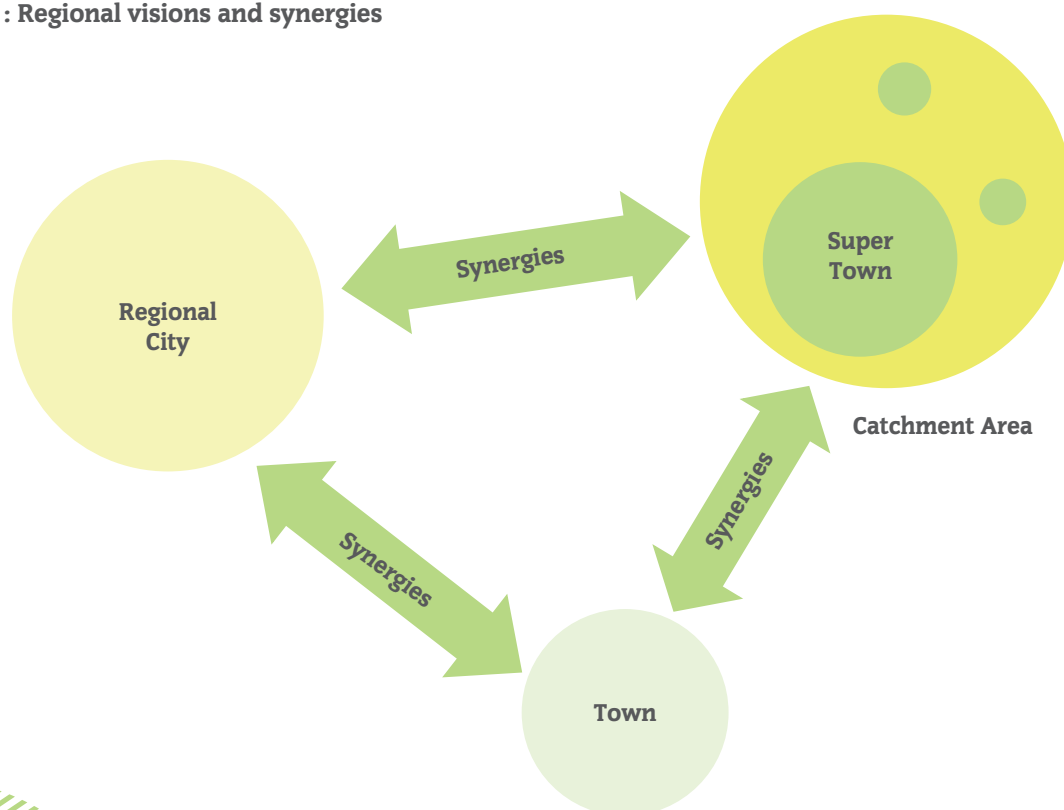 : Regional visions and synergies
Super
Town
Synergies
Regional
City
Catchment Area
Synergies
Synergies
Town